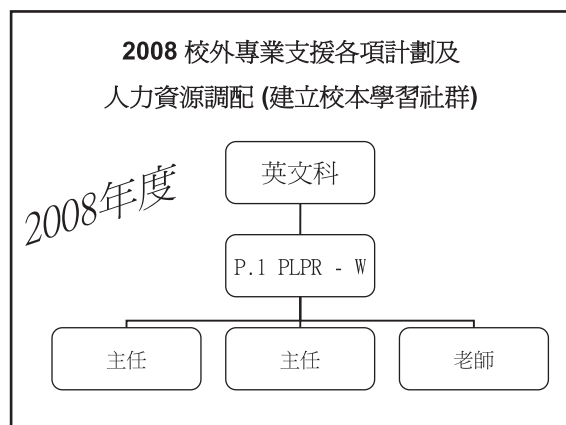 2008 校外專業支援各項計劃及
人力資源調配 (建立校本學習社群)
2008年度
英文科
P.1 PLPR - W
主任
主任
老師